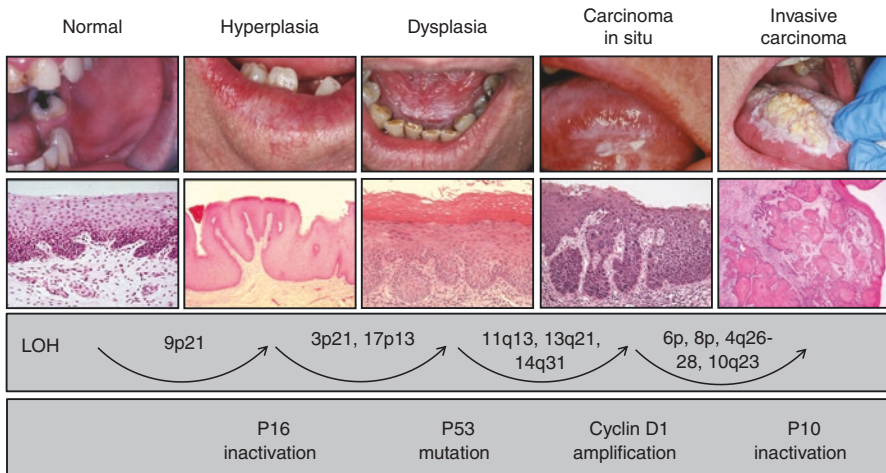 Normal
Hyperplasia
Dysplasia
Carcinoma
in situ
Invasive
carcinoma
LOH
9p21
3p21, 17p13
11q13, 13q21,
14q31
6p, 8p, 4q26-
28, 10q23
P16
inactivation
P53
mutation
Cyclin D1
amplification
P10
inactivation